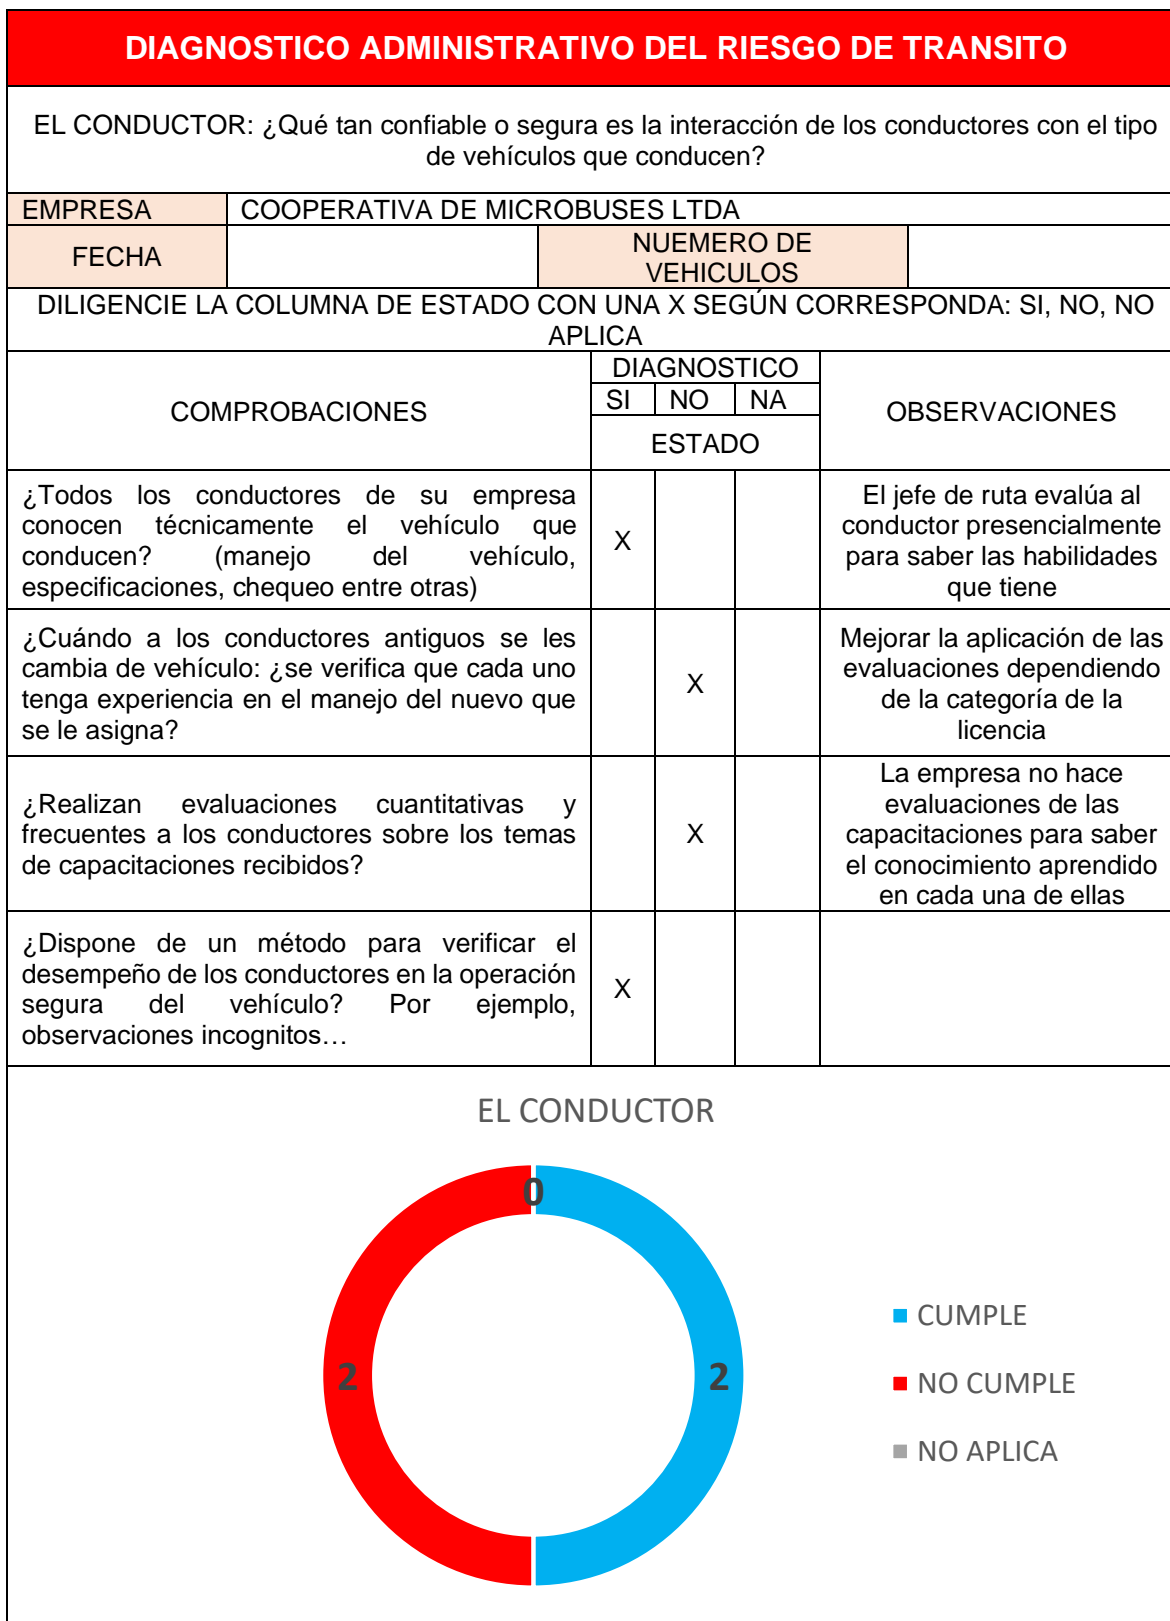 DIAGNOSTICO ADMINISTRATIVO DEL RIESGO DE TRANSITO
EL CONDUCTOR: ¿Qué tan confiable o segura es la interacción de los conductores con el tipo
de vehículos que conducen?
EMPRESA COOPERATIVA DE MICROBUSES LTDA
FECHA
NUEMERO DE
VEHICULOS
DILIGENCIE LA COLUMNA DE ESTADO CON UNA X SEGÚN CORRESPONDA: SI, NO, NO
APLICA
COMPROBACIONES
DIAGNOSTICO
SI NO NA
ESTADO
OBSERVACIONES
¿Todos los conductores de su empresa
conocen técnicamente el vehículo que
conducen? (manejo del vehículo,
especificaciones, chequeo entre otras)
X
El jefe de ruta evalúa al
conductor presencialmente
para saber las habilidades
que tiene
¿Cuándo a los conductores antiguos se les
cambia de vehículo: ¿se verifica que cada uno
tenga experiencia en el manejo del nuevo que
se le asigna?
X
Mejorar la aplicación de las
evaluaciones dependiendo
de la categoría de la
licencia
¿Realizan evaluaciones cuantitativas y
frecuentes a los conductores sobre los temas
de capacitaciones recibidos?
X
La empresa no hace
evaluaciones de las
capacitaciones para saber
el conocimiento aprendido
en cada una de ellas
¿Dispone de un método para verificar el
desempeño de los conductores en la operación
segura del vehículo? Por ejemplo,
observaciones incognitos…
X
EL CONDUCTOR
0
2
2
CUMPLE
NO CUMPLE
NO APLICA